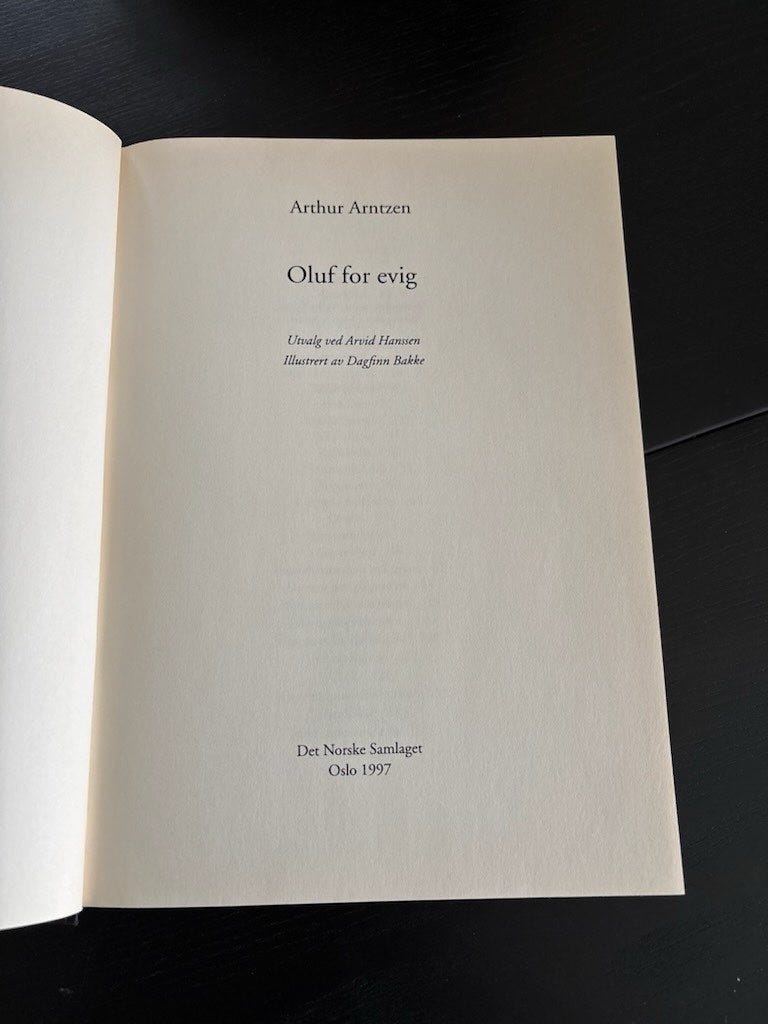 Arthur Arntzen
Oluf for evig
Utvalg ved Arvid Hanssen
Illustrert av Dagfinn Bakke
Det Norske Samlaget
Oslo 1997